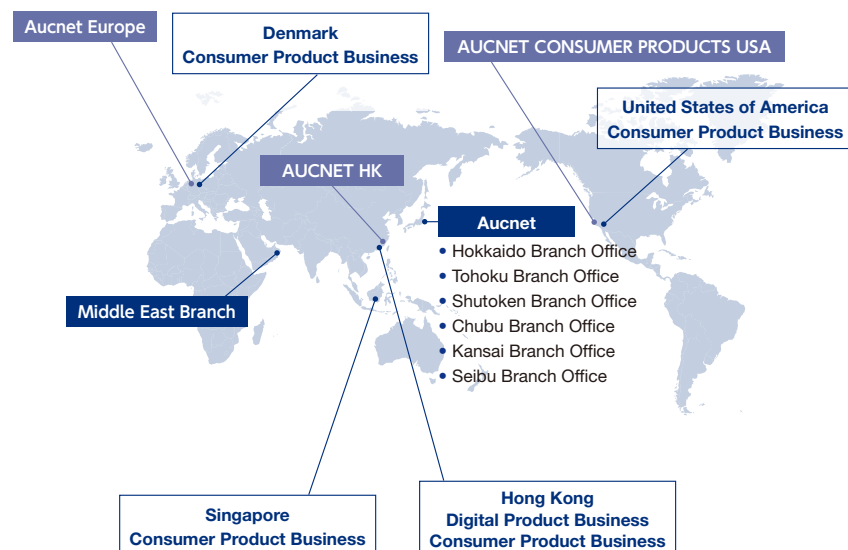 Aucnet Europe
Denmark
Consumer Product Business
AUCNET CONSUMER PRODUCTS USA
United States of America
Consumer Product Business
AUCNET HK
Aucnet
• Hokkaido Branch Office
• Tohoku Branch Office
• Shutoken Branch Office
• Chubu Branch Office
• Kansai Branch Office
• Seibu Branch Office
Middle East Branch
Singapore
Consumer Product Business
Hong Kong
Digital Product Business
Consumer Product Business